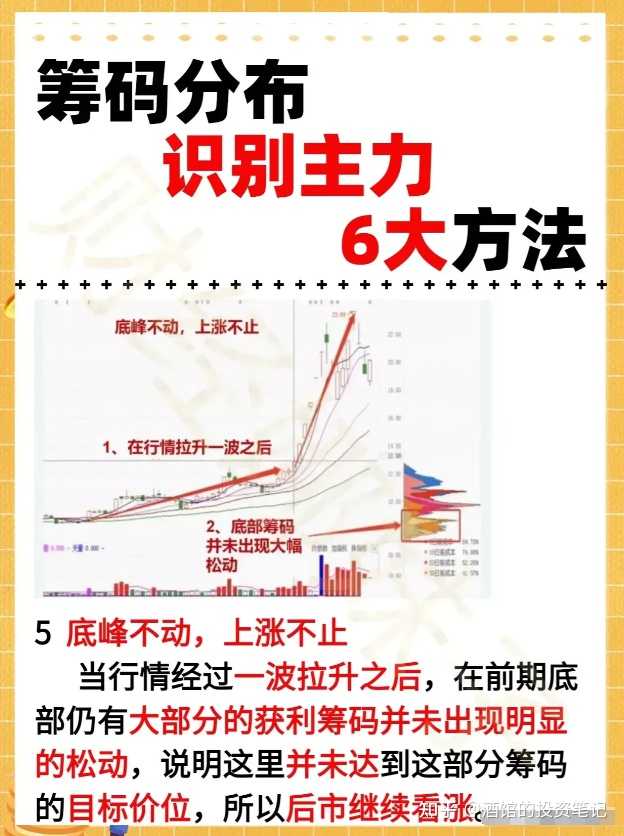 筹码分布
识别主力
6大方法
底峰不动，上涨不止
1、在行情拉升一波之后
2、底部筹码
并未出现大幅
松动
5 底峰不动，上涨不止
当行情经过一波拉升之后，在前期底
部仍有大部分的获利筹码并未出现明显
的松动，说明这里并未达到这部分筹码
的目标价位，所以后市继续看涨。
知乎 @酒馆的投资笔记